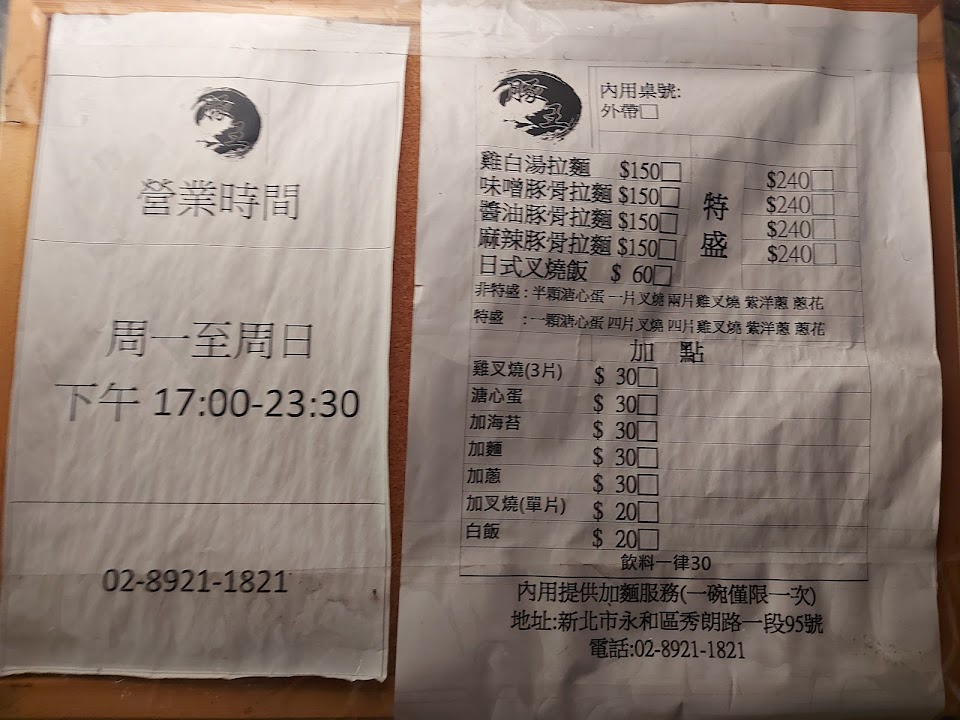 營業時間
周一至周日
下午 17:00-23:30
02-8921-1821
豚王
內用桌號:
外帶□
雞白湯拉麵 $150□ $240□
味噌豚骨拉麵 $150□ 特 $240□
醬油豚骨拉麵 $150□ 盛 $240□
麻辣豚骨拉麵 $150□ $240□
日式叉燒飯 $ 60□
非特盛:半顆溏心蛋 一片叉燒 兩片雞叉燒 紫洋蔥 蔥花
特盛 :一顆溏心蛋 四片叉燒 四片雞叉燒 紫洋蔥 蔥花
加 點
雞叉燒(3片) $ 30□
溏心蛋 $ 30□
加海苔 $ 30□
加麵 $ 30□
加蔥 $ 30□
加叉燒(單片) $ 20□
白飯 $ 20□
飲料一律30
內用提供加麵服務(一碗僅限一次)
地址:新北市永和區秀朗路一段95號
電話:02-8921-1821